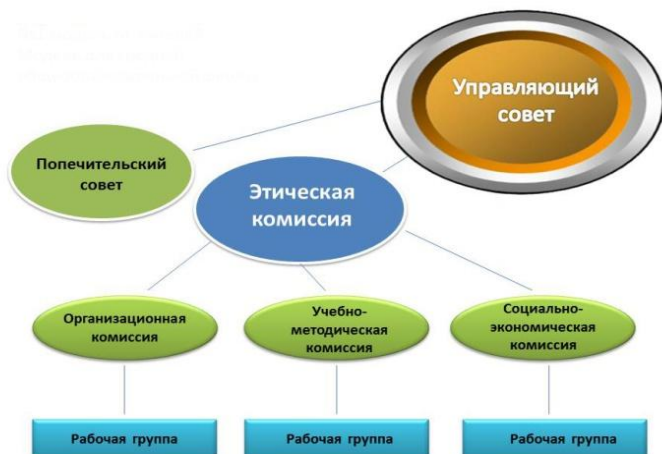 Управляющий
совет
Попечительский
совет
Этическая
комиссия
Организационная
комиссия
Учебно-
методическая
комиссия
Социально-
экономическая
комиссия
Рабочая группа
Рабочая группа
Рабочая группа